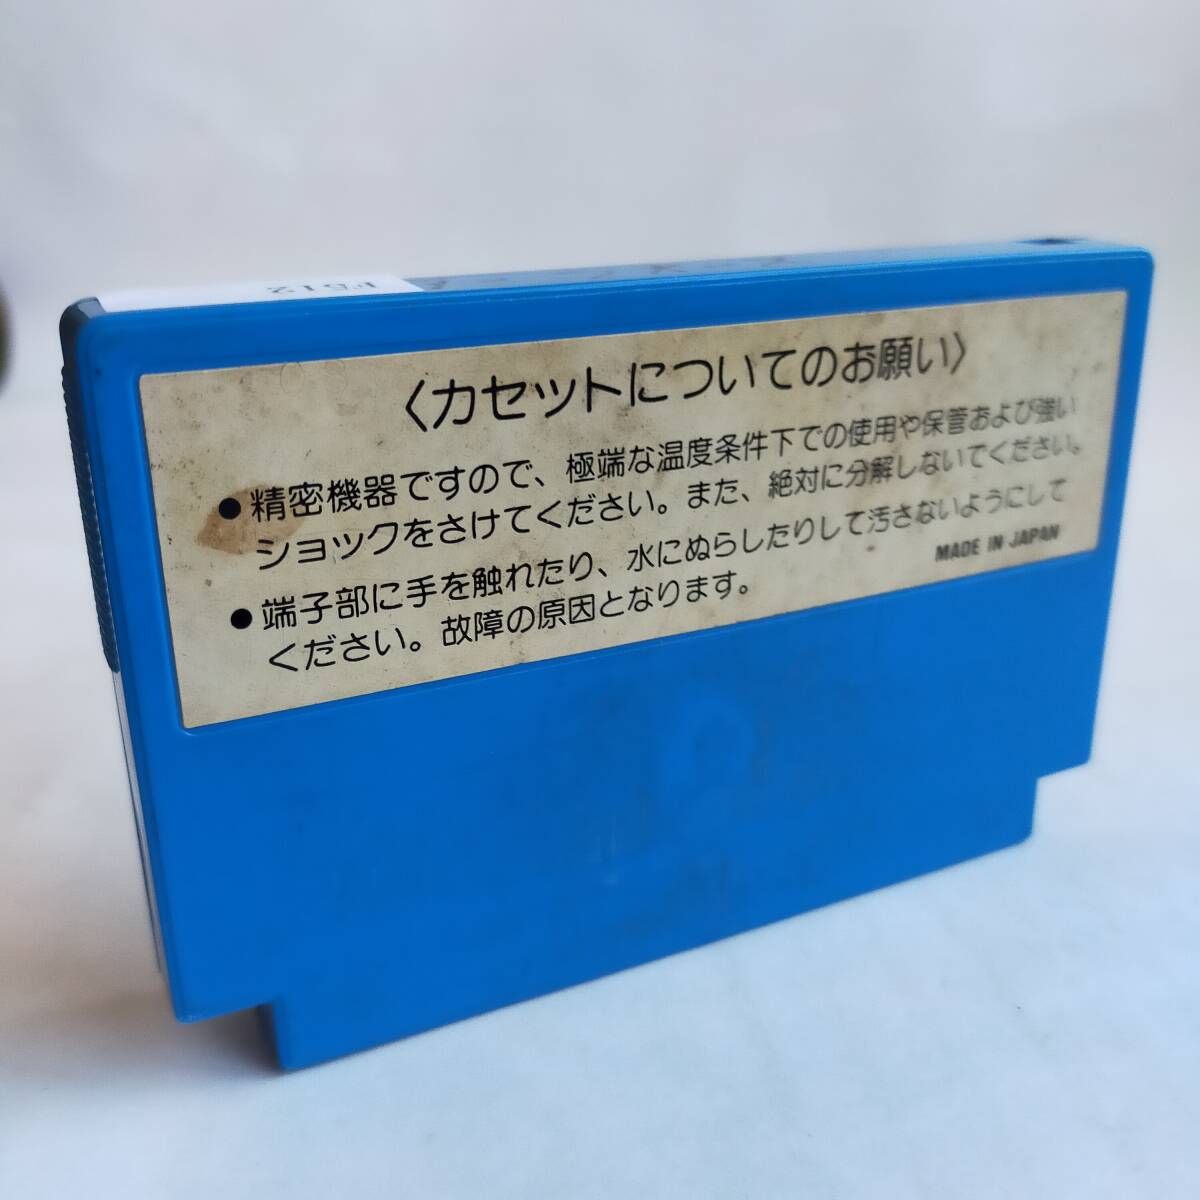 F512
〈カセットについてのお願い〉
●精密機器ですので、極端な温度条件下での使用や保管および強い
ショックをさけてください。また、絶対に分解しないでください。
●端子部に手を触れたり、水にぬらしたりして汚さないようにして
ください。故障の原因となります。
MADE IN JAPAN